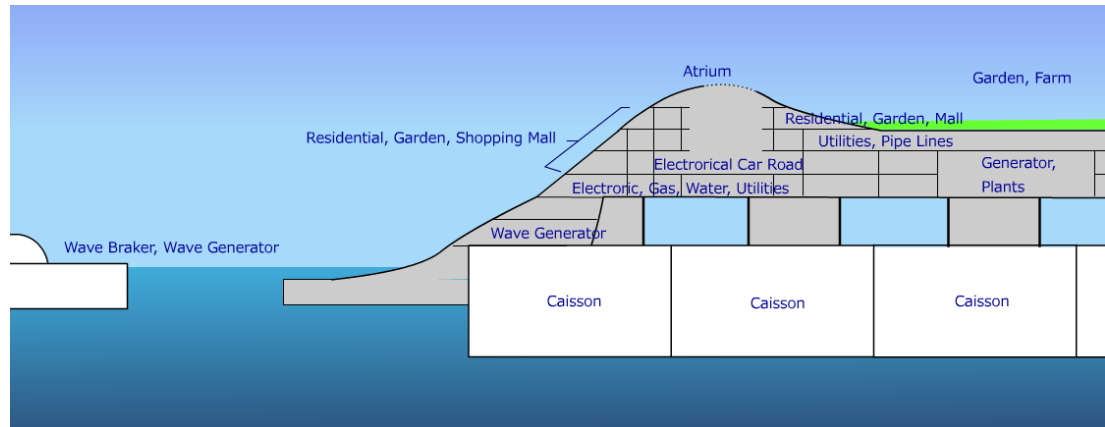 Atrium
Garden, Farm
Residential, Garden, Mall
Residential, Garden, Shopping Mall
Utilities, Pipe Lines
Electrorical Car Road
Generator,
Plants
Electroric, Gas, Water, Utilities
Wave Generator
Wave Braker, Wave Generator
Caisson
Caisson
Caisson